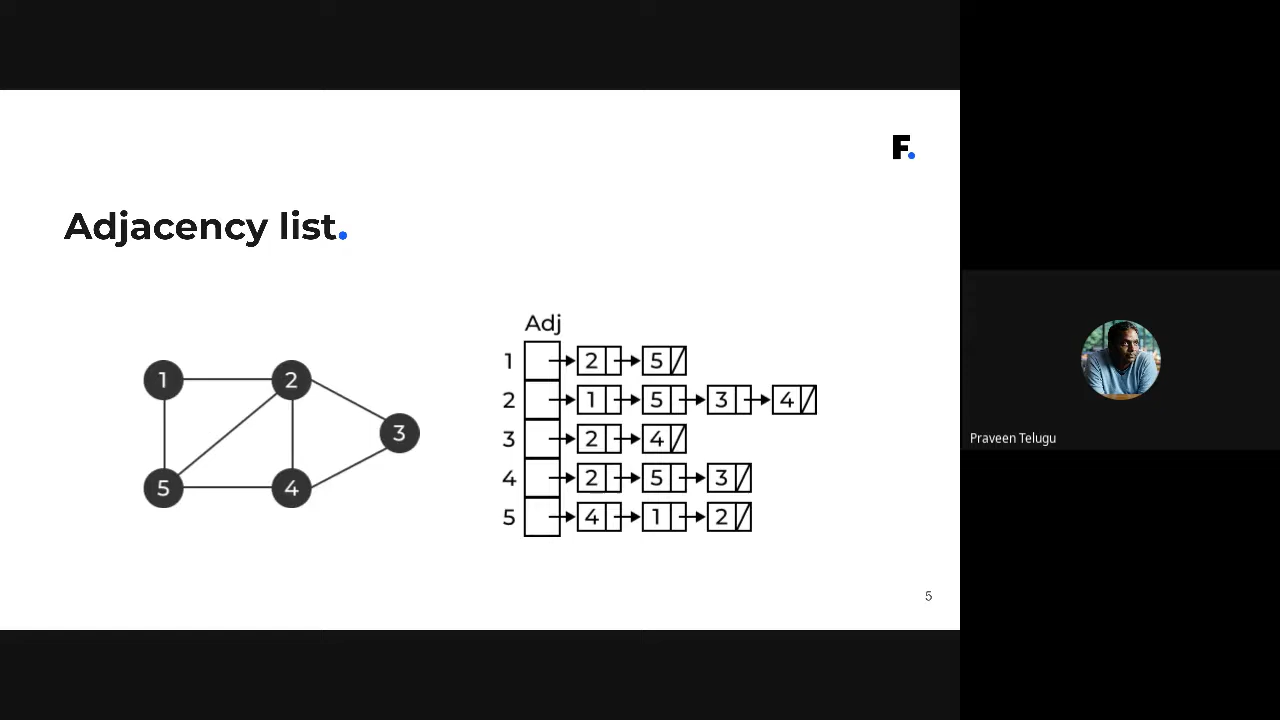 F.
Adjacency list.
Adj
1 2 5
2 1 5 3 4
3 2 4
4 2 5 3
5 4 1 2
1 2
3
5 4
5
Praveen Telugu